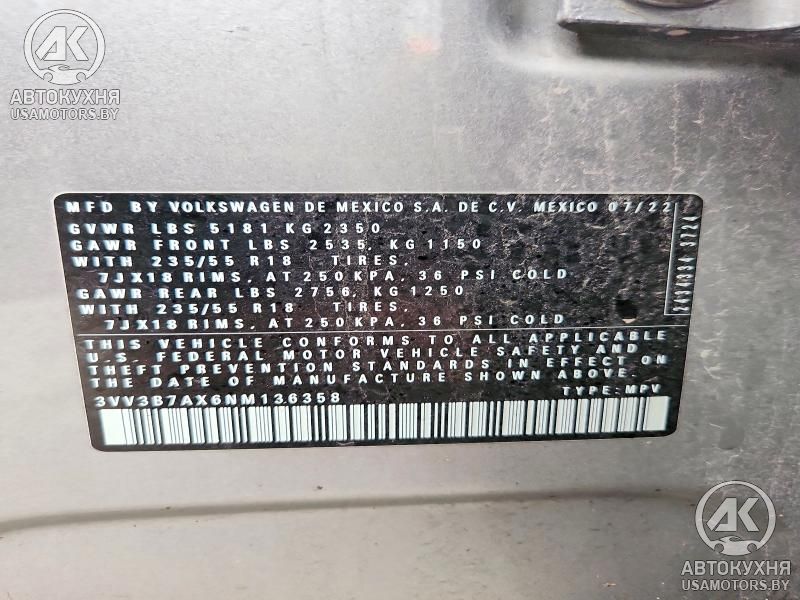 AK
АВТОКУХНЯ
USAMOTORS.BY
MFD BY VOLKSWAGEN DE MEXICO S.A. DE C.V. MEXICO 07/22
GVWR LBS 5181 KG 2350
GAWR FRONT LBS 2535, KG 1150
WITH 235/55 R18 TIRES,
7JX18 RIMS, AT 250 KPA, 36 PSI COLD
GAWR REAR LBS 2756, KG 1250
WITH 235/55 R18 TIRES,
7JX18 RIMS, AT 250 KPA, 36 PSI COLD
THIS VEHICLE CONFORMS TO ALL APPLICABLE
U.S. FEDERAL MOTOR VEHICLE SAFETY AND
THEFT PREVENTION STANDARDS IN EFFECT ON
THE DATE OF MANUFACTURE SHOWN ABOVE.
3VV3B7AX6NM136358 TYPE: MPV
2434334 3724
AK
АВТОКУХНЯ
USAMOTORS.BY